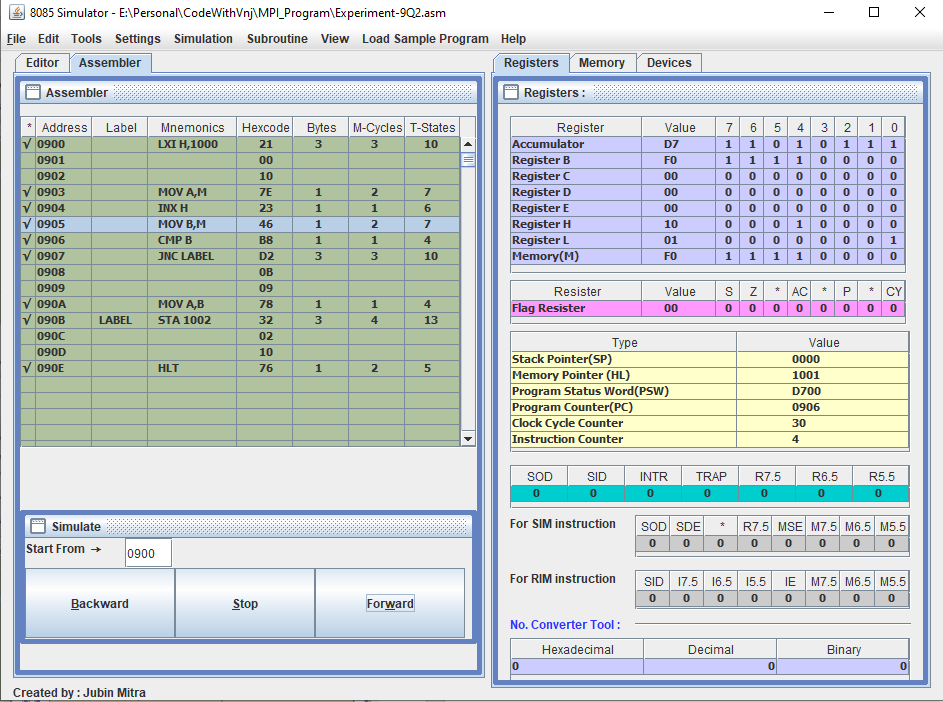 8085 Simulator - E:\Personal\CodeWithVnj\MPI_Program\Experiment-9Q2.asm
File Edit Tools Settings Simulation Subroutine View Load Sample Program Help
Editor Assembler
Assembler
* Address Label Mnemonics Hexcode Bytes M-Cycles T-States
√ 0900 LXI H,1000 21 3 3 10
0901 00
0902 10
√ 0903 MOV A,M 7E 1 2 7
√ 0904 INX H 23 1 1 6
√ 0905 MOV B,M 46 1 2 7
√ 0906 CMP B B8 1 1 4
√ 0907 JNC LABEL D2 3 3 10
0908 0B
0909 09
√ 090A MOV A,B 78 1 1 4
√ 090B LABEL STA 1002 32 3 4 13
090C 02
090D 10
√ 090E HLT 76 1 2 5
Simulate
Start From → 0900
Backward Stop Forward
Created by : Jubin Mitra
Registers Memory Devices
Registers :
Register Value 7 6 5 4 3 2 1 0
Accumulator D7 1 1 0 1 0 1 1 1
Register B F0 1 1 1 1 0 0 0 0
Register C 00 0 0 0 0 0 0 0 0
Register D 00 0 0 0 0 0 0 0 0
Register E 00 0 0 0 0 0 0 0 0
Register H 10 0 0 0 1 0 0 0 0
Register L 01 0 0 0 0 0 0 0 1
Memory(M) F0 1 1 1 1 0 0 0 0
Resister Value S Z * AC * P * CY
Flag Resister 00 0 0 0 0 0 0 0 0
Type Value
Stack Pointer(SP) 0000
Memory Pointer (HL) 1001
Program Status Word(PSW) D700
Program Counter(PC) 0906
Clock Cycle Counter 30
Instruction Counter 4
SOD SID INTR TRAP R7.5 R6.5 R5.5
0 0 0 0 0 0 0
For SIM instruction
SOD SDE * R7.5 MSE M7.5 M6.5 M5.5
0 0 0 0 0 0 0 0
For RIM instruction
SID I7.5 I6.5 I5.5 IE M7.5 M6.5 M5.5
0 0 0 0 0 0 0 0
No. Converter Tool :
Hexadecimal Decimal Binary
0 0 0